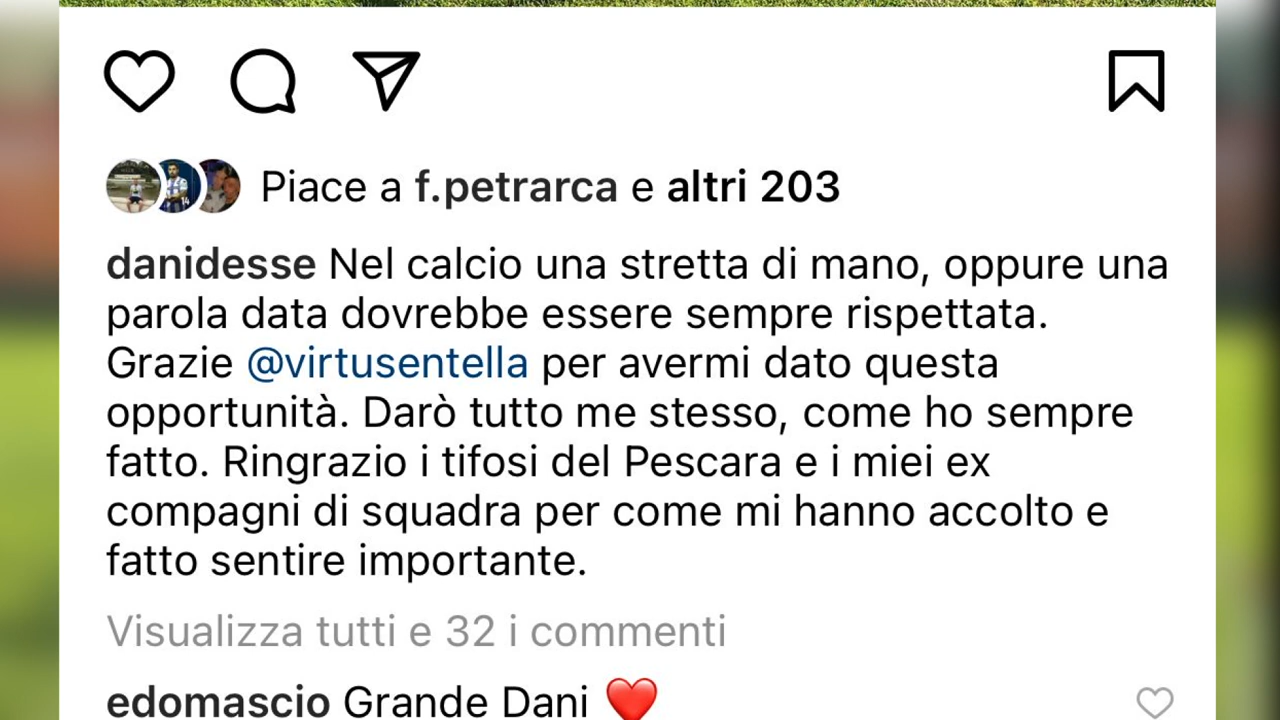 Piace a f.petrarca e altri 203
danidesse Nel calcio una stretta di mano, oppure una
parola data dovrebbe essere sempre rispettata.
Grazie @virtusentella per avermi dato questa
opportunità. Darò tutto me stesso, come ho sempre
fatto. Ringrazio i tifosi del Pescara e i miei ex
compagni di squadra per come mi hanno accolto e
fatto sentire importante.
Visualizza tutti e 32 i commenti
edomascio Grande Dani ❤️